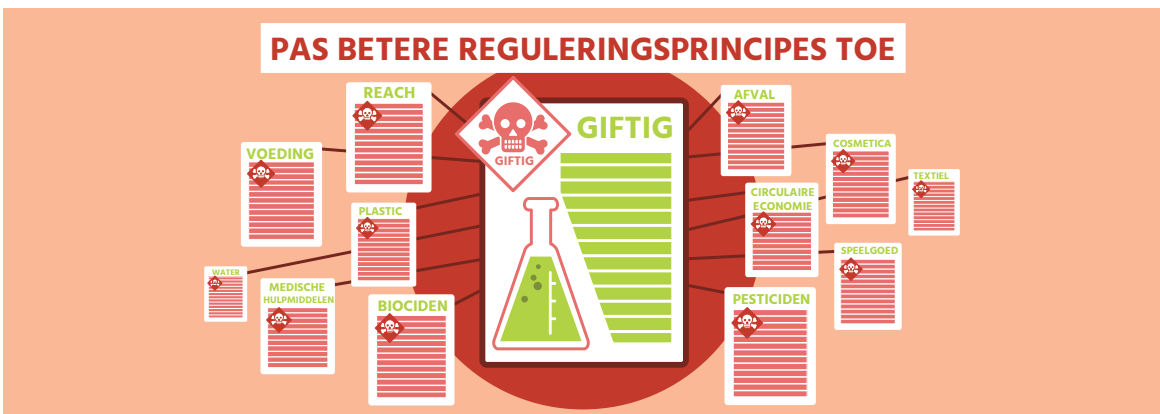 PAS BETERE REGULERINGSPRINCIPES TOE
REACH
VOEDING
PLASTIC
WATER
MEDISCHE
HULPMIDDELEN
BIOCIDEN
GIFTIG
GIFTIG
AFVAL
COSMETICA
TEXTIEL
CIRCULAIRE
ECONOMIE
SPEELGOED
PESTICIDEN